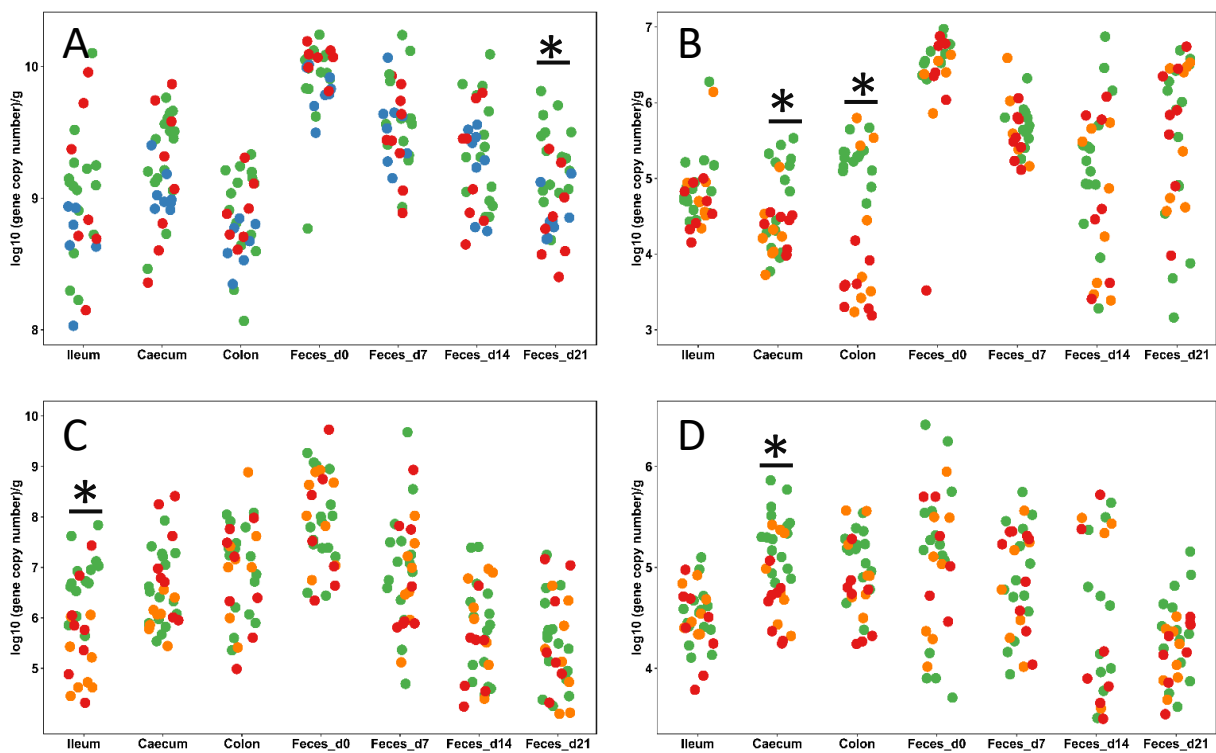 A
*
log10 (gene copy number)/g
10
9
8
Ileum Caecum Colon Feces_d0 Feces_d7 Feces_d14 Feces_d21
B
*
*
log10 (gene copy number)/g
7
6
5
4
3
Ileum Caecum Colon Feces_d0 Feces_d7 Feces_d14 Feces_d21
C
*
log10 (gene copy number)/g
10
9
8
7
6
5
Ileum Caecum Colon Feces_d0 Feces_d7 Feces_d14 Feces_d21
D
*
log10 (gene copy number)/g
6
5
4
Ileum Caecum Colon Feces_d0 Feces_d7 Feces_d14 Feces_d21